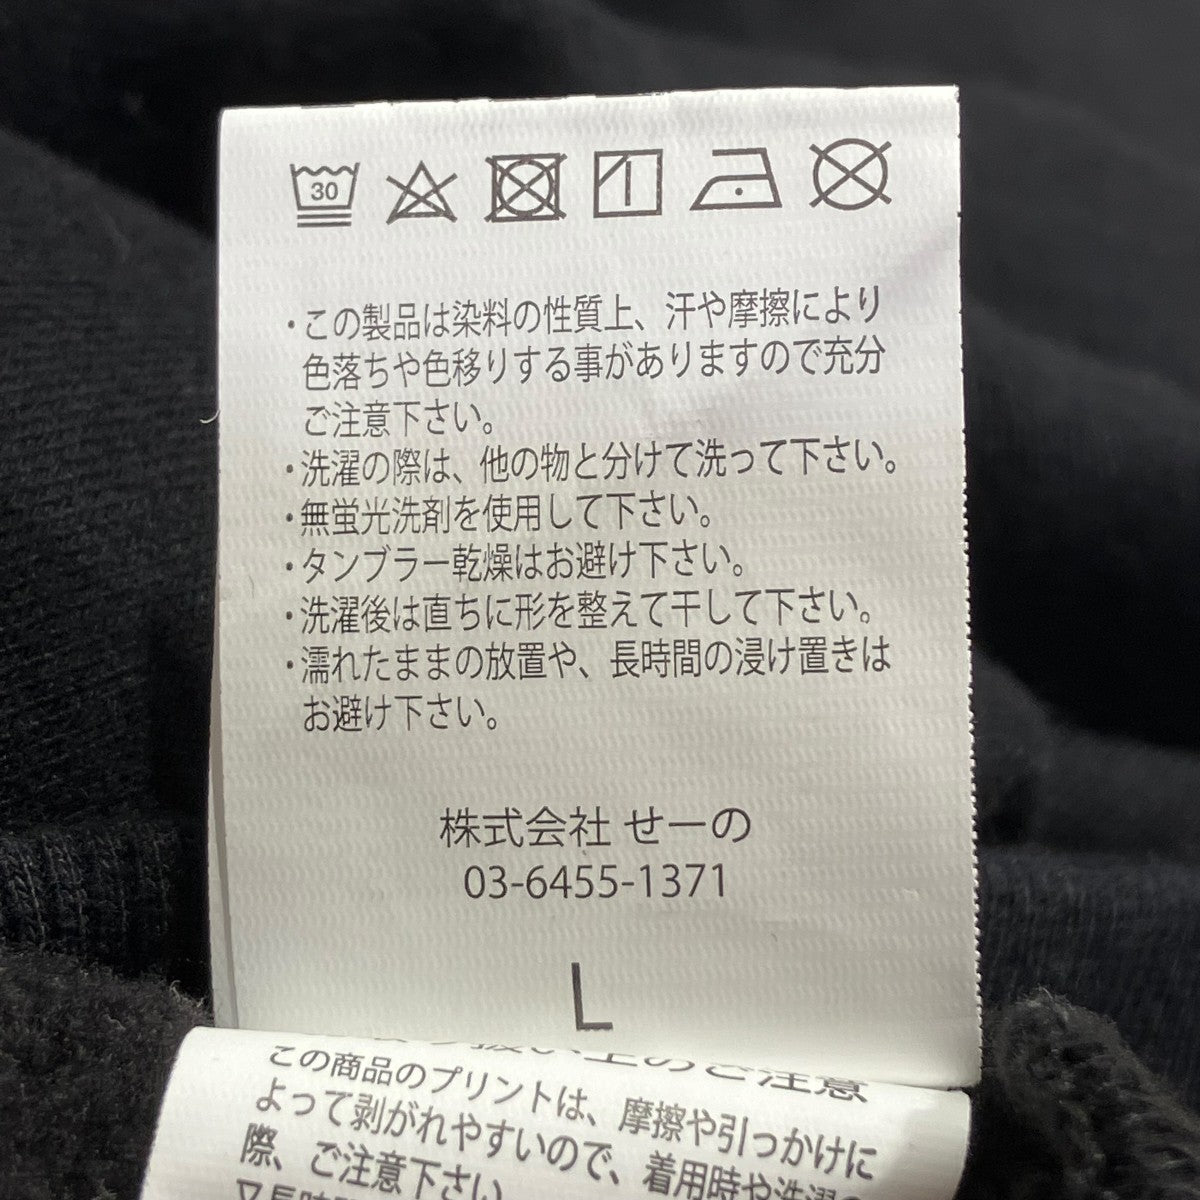 30
・この製品は染料の性質上、汗や摩擦により
色落ちや色移りする事がありますので充分
ご注意下さい。
・洗濯の際は、他の物と分けて洗って下さい。
・無蛍光洗剤を使用して下さい。
・タンブラー乾燥はお避け下さい。
・洗濯後は直ちに形を整えて干して下さい。
・濡れたままの放置や、長時間の浸け置きは
お避け下さい。
株式会社 せーの
03-6455-1371
L
扱い上のご注意
この商品のプリントは、摩擦や引っかけに
よって剥がれやすいので、着用時や洗濯の
際、ご注意下さい